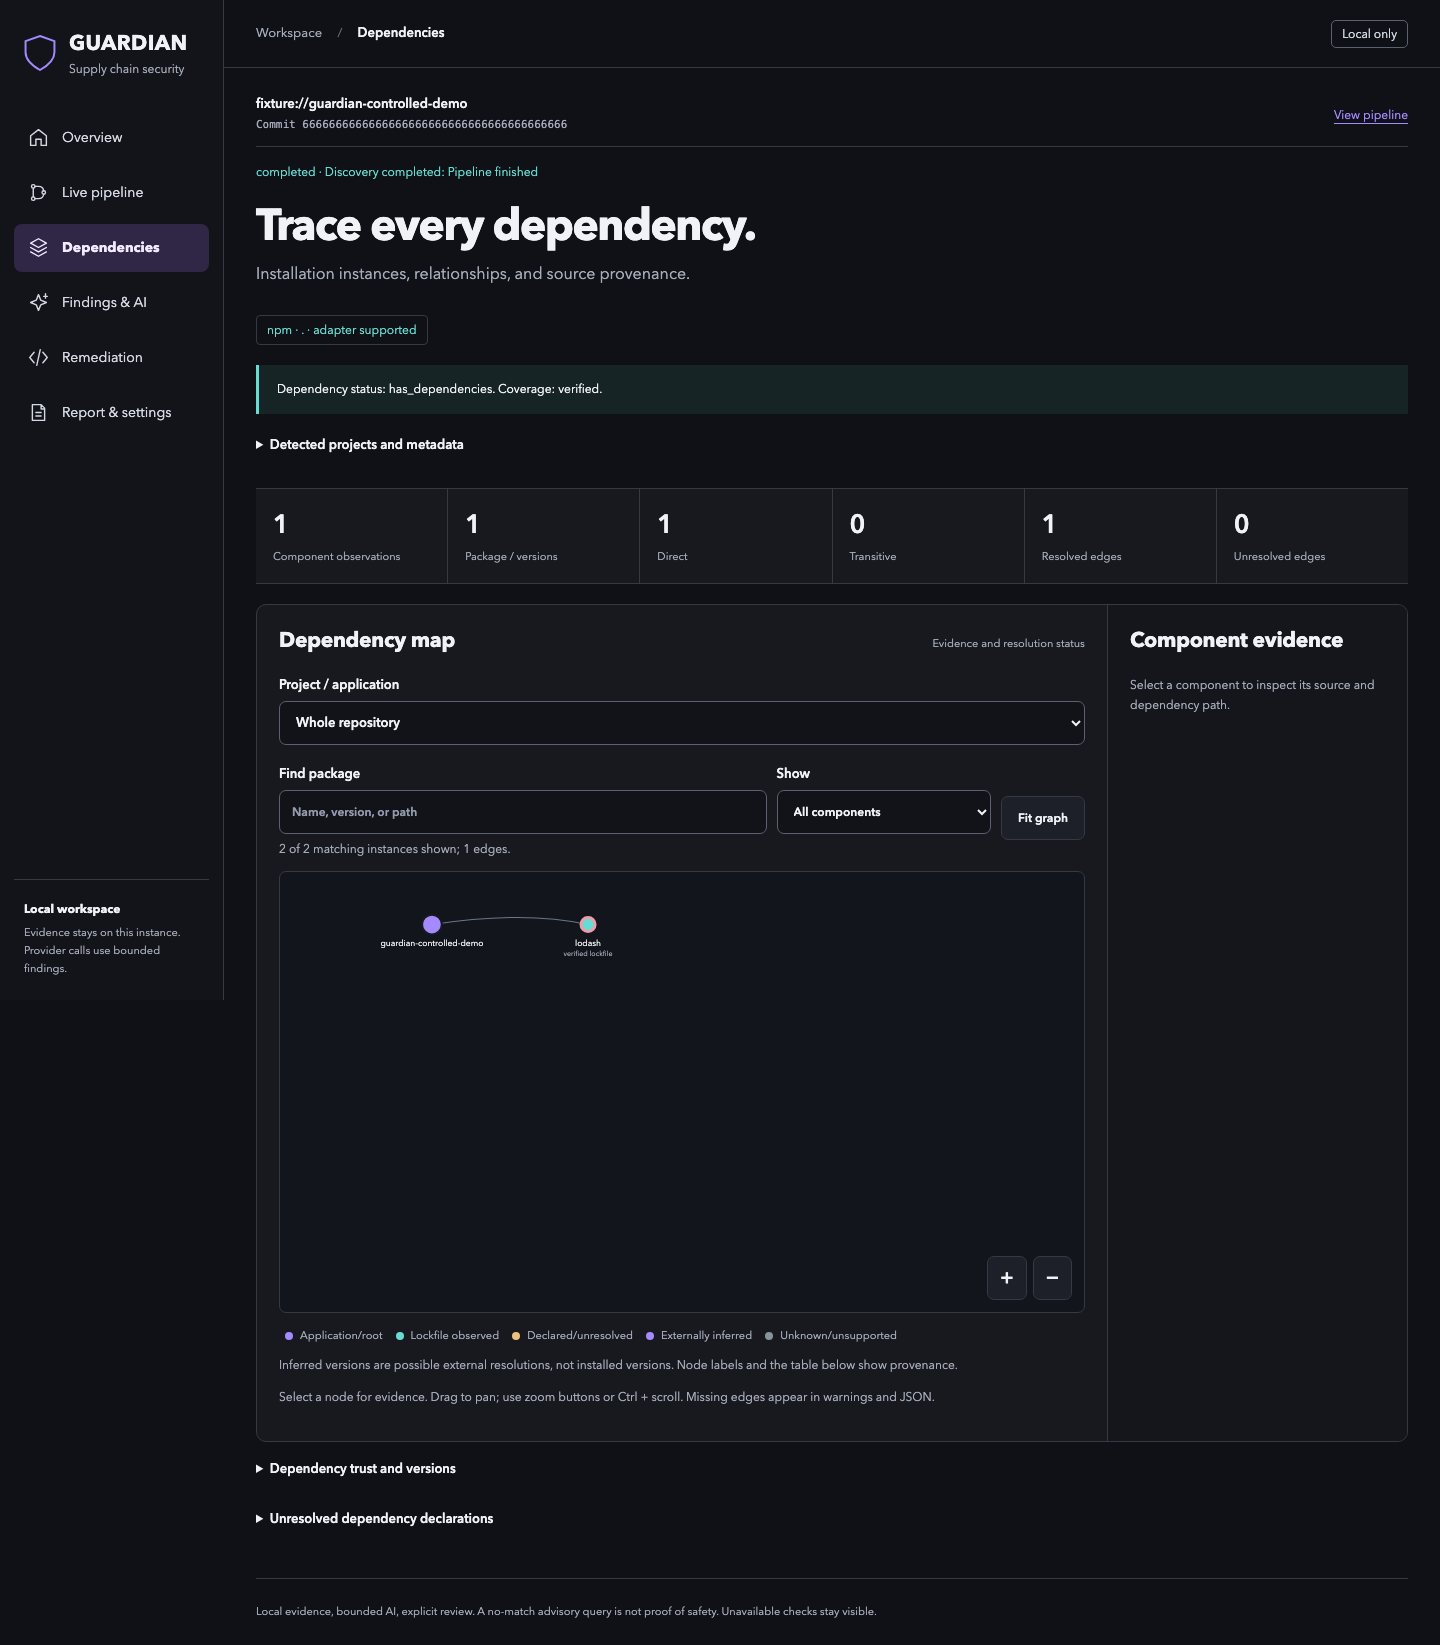 GUARDIAN
Supply chain security
Overview
Live pipeline
Dependencies
Findings & AI
Remediation
Report & settings
Local workspace
Evidence stays on this instance.
Provider calls use bounded
findings.
Workspace / Dependencies
Local only
fixture://guardian-controlled-demo
Commit 6666666666666666666666666666666666666666
View pipeline
completed · Discovery completed: Pipeline finished
Trace every dependency.
Installation instances, relationships, and source provenance.
npm · . · adapter supported
Dependency status: has_dependencies. Coverage: verified.
Detected projects and metadata
1
Component observations
1
Package / versions
1
Direct
0
Transitive
1
Resolved edges
0
Unresolved edges
Dependency map
Evidence and resolution status
Project / application
Whole repository
Find package
Name, version, or path
Show
All components
Fit graph
2 of 2 matching instances shown; 1 edges.
guardian-controlled-demo
lodash
verified lockfile
+
−
Application/root
Lockfile observed
Declared/unresolved
Externally inferred
Unknown/unsupported
Inferred versions are possible external resolutions, not installed versions. Node labels and the table below show provenance.
Select a node for evidence. Drag to pan; use zoom buttons or Ctrl + scroll. Missing edges appear in warnings and JSON.
Component evidence
Select a component to inspect its source and
dependency path.
Dependency trust and versions
Unresolved dependency declarations
Local evidence, bounded AI, explicit review. A no-match advisory query is not proof of safety. Unavailable checks stay visible.